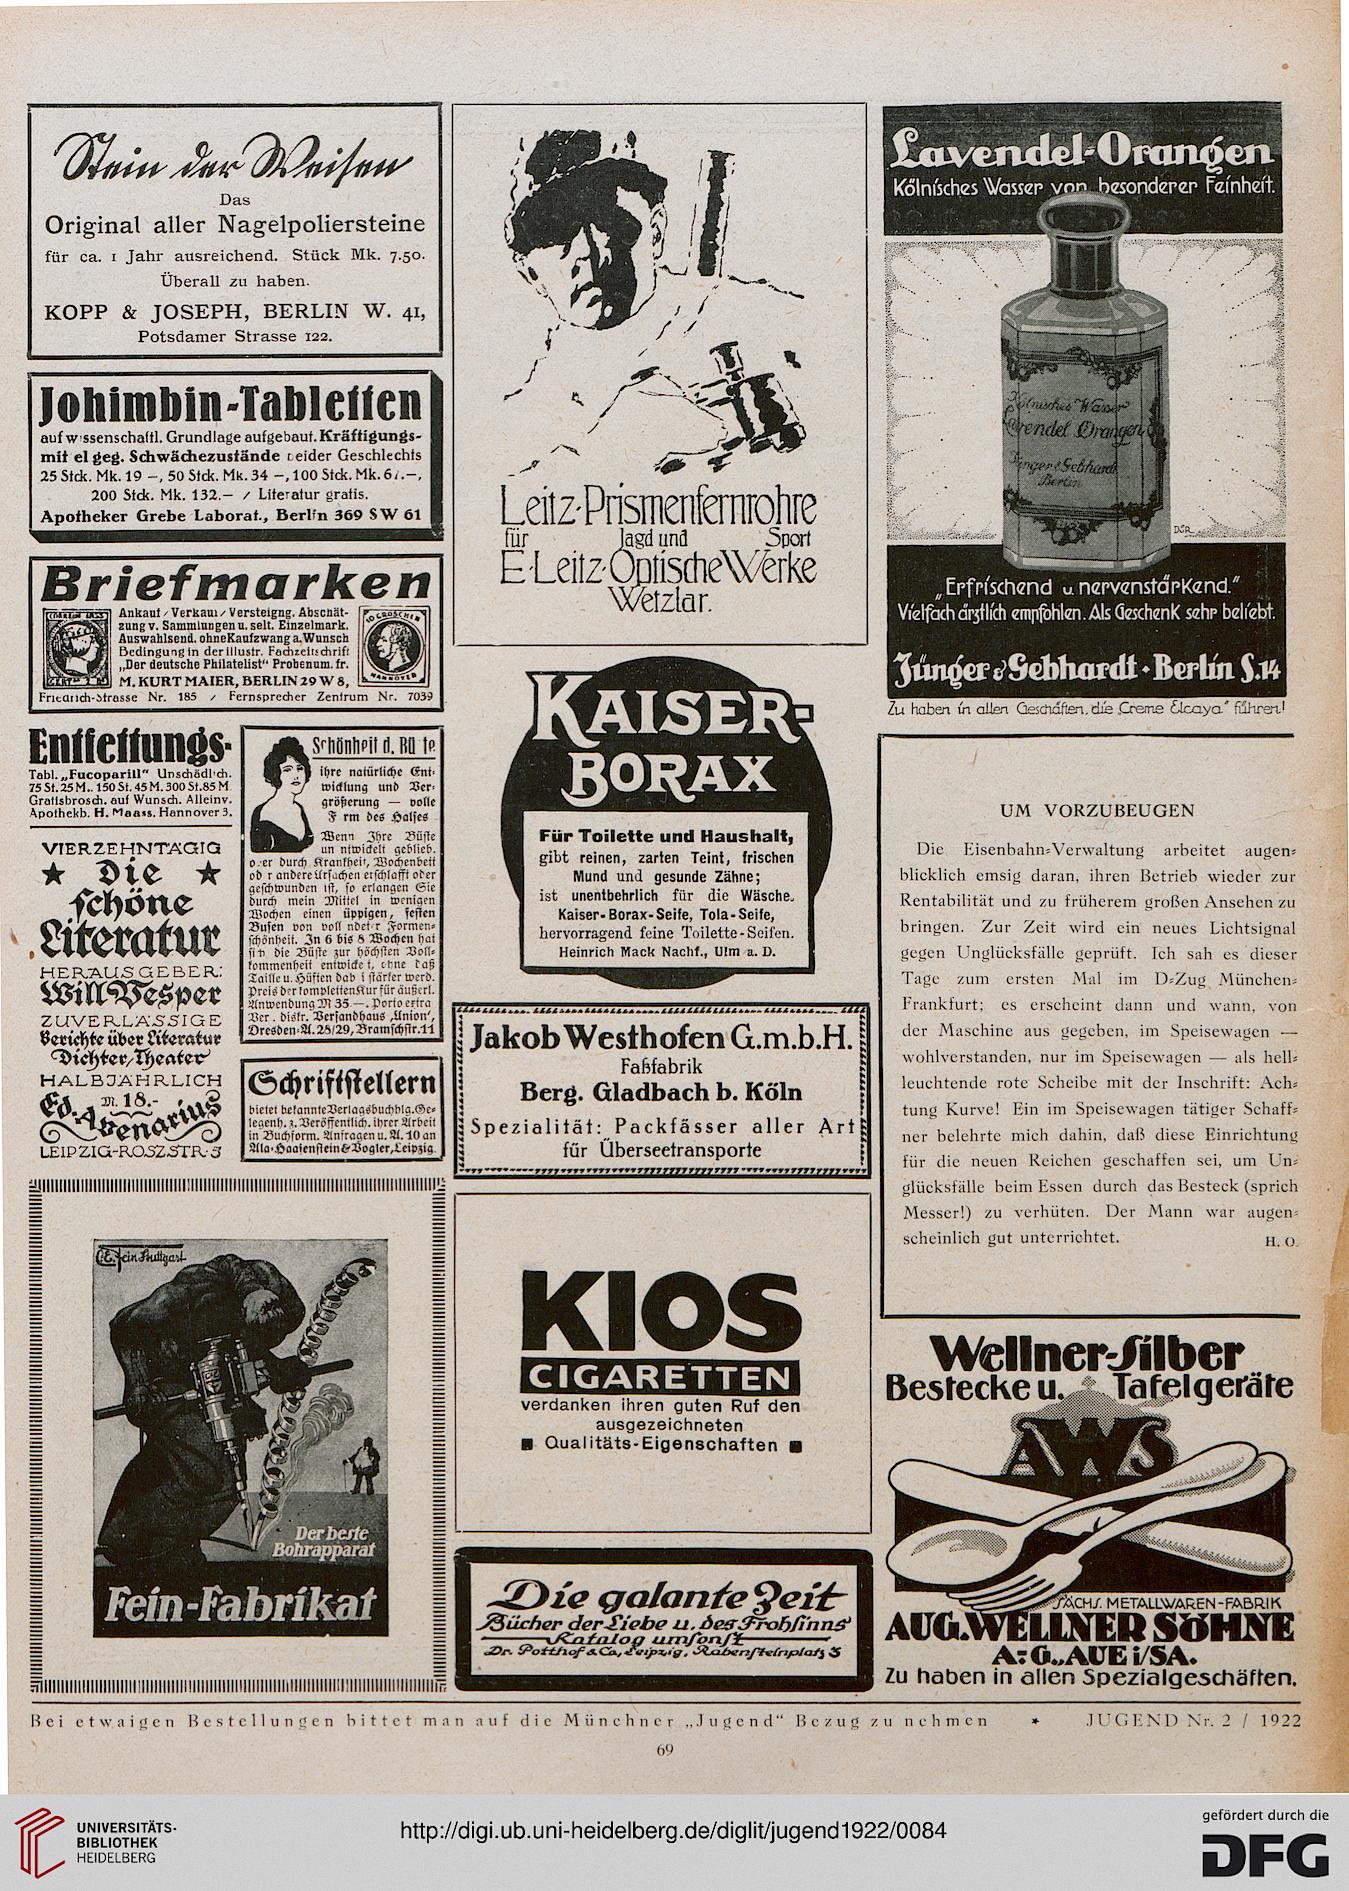 Stein der Weisen
Das
Original aller Nagelpoliersteine
für ca. 1 Jahr ausreichend. Stück Mk. 7.50.
Überall zu haben.
KOPP & JOSEPH, BERLIN W. 41,
Potsdamer Strasse 122.
Johimbin-Tabletten
auf wissenschaftl. Grundlage aufgebaut. Kräftigungs-
mittel geg. Schwächezustände beider Geschlechts
25 Stck. Mk. 19 –, 50 Stck. Mk. 34 –, 100 Stck. Mk. 67.–,
200 Stck. Mk. 132.– / Literatur gratis.
Apotheker Grebe Laborat., Berlin 369 SW 61
Briefmarken
Ankauf / Verkauf / Versteigng. Abschät-
zung v. Sammlungen u. selt. Einzelmark.
Auswahlsend. ohne Kaufzwang a. Wunsch
Bedingung in der illustr. Fachzeitschrift
„Der deutsche Philatelist“ Probenum. fr.
M. KURT MAIER, BERLIN 29 W 8,
Friedrich-Strasse Nr. 185 / Fernsprecher Zentrum Nr. 7039
Entfettungs-
Tabl. „Fucoparill“ Unschädlich.
75 St. 25 M.. 150 St. 45 M. 300 St. 85 M
Gratisbrosch. auf Wunsch. Alleinv.
Apothekb. H. Maass, Hannover 3.
VIERZEHNTÄGIG
Die
schöne
Literatur
HERAUSGEBER:
Will Vesper
ZUVERLÄSSIGE
Berichte über Literatur
Dichter, Theater
HALBJÄHRLICH
M. 18.-
Ed. Avenarius
LEIPZIG-ROSZSTR·3
Schönheit d. Büste
ihre natürliche Ent-
wicklung und Ver-
größerung — volle
Form des Halses
Wenn Ihre Büste
unentwickelt geblieb.
oder durch Krankheit, Wochenbett
oder andere Ursachen erschlafft oder
geschwunden ist, so erlangen Sie
durch mein Mittel in wenigen
Wochen einen üppigen, festen
Busen von vollendeter Formen-
schönheit. In 6 bis 8 Wochen hat
sich die Büste zur höchsten Voll-
kommenheit entwickelt, ohne daß
Taille u. Hüften dabei stärker werd.
Preis der kompletten Kur für äußerl.
Anwendung M 35.—. Porto extra
Ver. diskr. Versandhaus „Union“,
Dresden-A. 28/29, Bramschstr. 11
Schriftstellern
bietet bekannte Verlagsbuchhlg. Ge-
legenh. z. Veröffentlich. ihrer Arbeit
in Buchform. Anfragen u. A. 10 an
Ala-Haasenstein & Vogler, Leipzig.
C.E. Fein Stuttgart
Der beste
Bohrapparat
Fein-Fabrikat
Leitz-Prismenfernrohre
für Jagd und Sport
E·Leitz·Optische Werke
Wetzlar.
KAISER-
BORAX
Für Toilette und Haushalt,
gibt reinen, zarten Teint, frischen
Mund und gesunde Zähne;
ist unentbehrlich für die Wäsche.
Kaiser-Borax-Seife, Tola-Seife,
hervorragend feine Toilette-Seifen.
Heinrich Mack Nachf., Ulm a. D.
Jakob Westhofen G.m.b.H.
Faßfabrik
Berg. Gladbach b. Köln
Spezialität: Packfässer aller Art
für Überseetransporte
KIOS
CIGARETTEN
verdanken ihren guten Ruf den
ausgezeichneten
Qualitäts-Eigenschaften
Die galante Zeit
Bücher der Liebe u. des Frohsinns
Katalog umsonst
Dr. Potthof & Co., Leipzig, Rabensteinplatz 3
Lavendel-Orangen
Kölnisches Wasser von besonderer Feinheit.
Kölnisches Wasser
Lavendel Orangen
Jünger & Gebhardt
Berlin
„Erfrischend u. nervenstärkend.“
Vielfach ärztlich empfohlen. Als Geschenk sehr beliebt.
Jünger & Gebhardt · Berlin S.14
Zu haben in allen Geschäften, die „Creme Elcaya“ führen!
UM VORZUBEUGEN
Die Eisenbahn-Verwaltung arbeitet augen-
blicklich emsig daran, ihren Betrieb wieder zur
Rentabilität und zu früherem großen Ansehen zu
bringen. Zur Zeit wird ein neues Lichtsignal
gegen Unglücksfälle geprüft. Ich sah es dieser
Tage zum ersten Mal im D-Zug München-
Frankfurt; es erscheint dann und wann, von
der Maschine aus gegeben, im Speisewagen —
wohlverstanden, nur im Speisewagen — als hell-
leuchtende rote Scheibe mit der Inschrift: Ach-
tung Kurve! Ein im Speisewagen tätiger Schaff-
ner belehrte mich dahin, daß diese Einrichtung
für die neuen Reichen geschaffen sei, um Un-
glücksfälle beim Essen durch das Besteck (sprich
Messer!) zu verhüten. Der Mann war augen-
scheinlich gut unterrichtet. H. O.
Wellner-Silber
Bestecke u. Tafelgeräte
AWS
SÄCHS. METALLWAREN-FABRIK
AUG. WELLNER SÖHNE
A.-G., AUE i/SA.
Zu haben in allen Spezialgeschäften.
Bei etwaigen Bestellungen bittet man auf die Münchner „Jugend“ Bezug zu nehmen * JUGEND Nr. 2 / 1922
69
UNIVERSITÄTS-
BIBLIOTHEK
HEIDELBERG
http://digi.ub.uni-heidelberg.de/diglit/jugend1922/0084
gefördert durch die
DFG